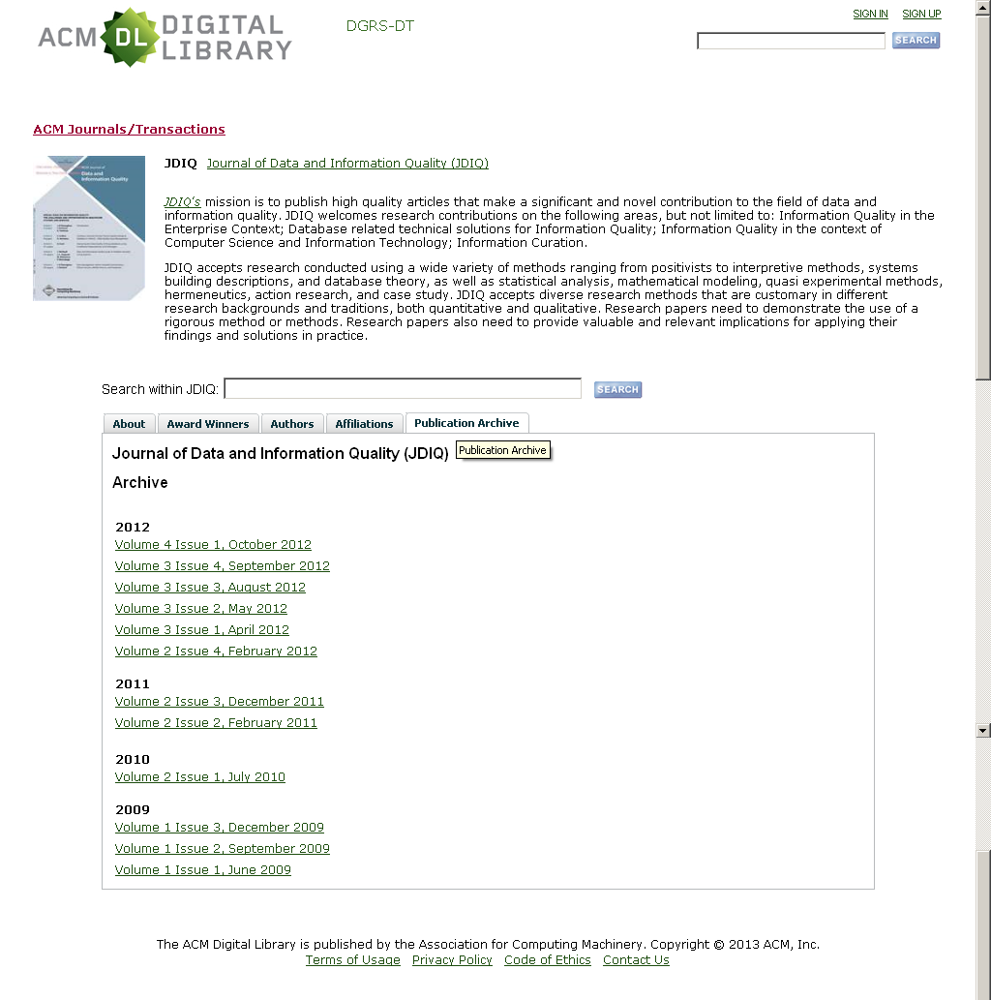 ACM DL DIGITAL LIBRARY
DGRS-DT
SIGN IN SIGN UP
SEARCH
ACM Journals/Transactions
Data and
Information Quality
JDIQ Journal of Data and Information Quality (JDIQ)
JDIQ's mission is to publish high quality articles that make a significant and novel contribution to the field of data and
information quality. JDIQ welcomes research contributions on the following areas, but not limited to: Information Quality in the
Enterprise Context; Database related technical solutions for Information Quality; Information Quality in the context of
Computer Science and Information Technology; Information Curation.
JDIQ accepts research conducted using a wide variety of methods ranging from positivists to interpretive methods, systems
building descriptions, and database theory, as well as statistical analysis, mathematical modeling, quasi experimental methods,
hermeneutics, action research, and case study. JDIQ accepts diverse research methods that are customary in different
research backgrounds and traditions, both quantitative and qualitative. Research papers need to demonstrate the use of a
rigorous method or methods. Research papers also need to provide valuable and relevant implications for applying their
findings and solutions in practice.
Search within JDIQ: SEARCH
About Award Winners Authors Affiliations Publication Archive
Journal of Data and Information Quality (JDIQ) Publication Archive
Archive
2012
Volume 4 Issue 1, October 2012
Volume 3 Issue 4, September 2012
Volume 3 Issue 3, August 2012
Volume 3 Issue 2, May 2012
Volume 3 Issue 1, April 2012
Volume 2 Issue 4, February 2012
2011
Volume 2 Issue 3, December 2011
Volume 2 Issue 2, February 2011
2010
Volume 2 Issue 1, July 2010
2009
Volume 1 Issue 3, December 2009
Volume 1 Issue 2, September 2009
Volume 1 Issue 1, June 2009
The ACM Digital Library is published by the Association for Computing Machinery. Copyright © 2013 ACM, Inc.
Terms of Usage Privacy Policy Code of Ethics Contact Us